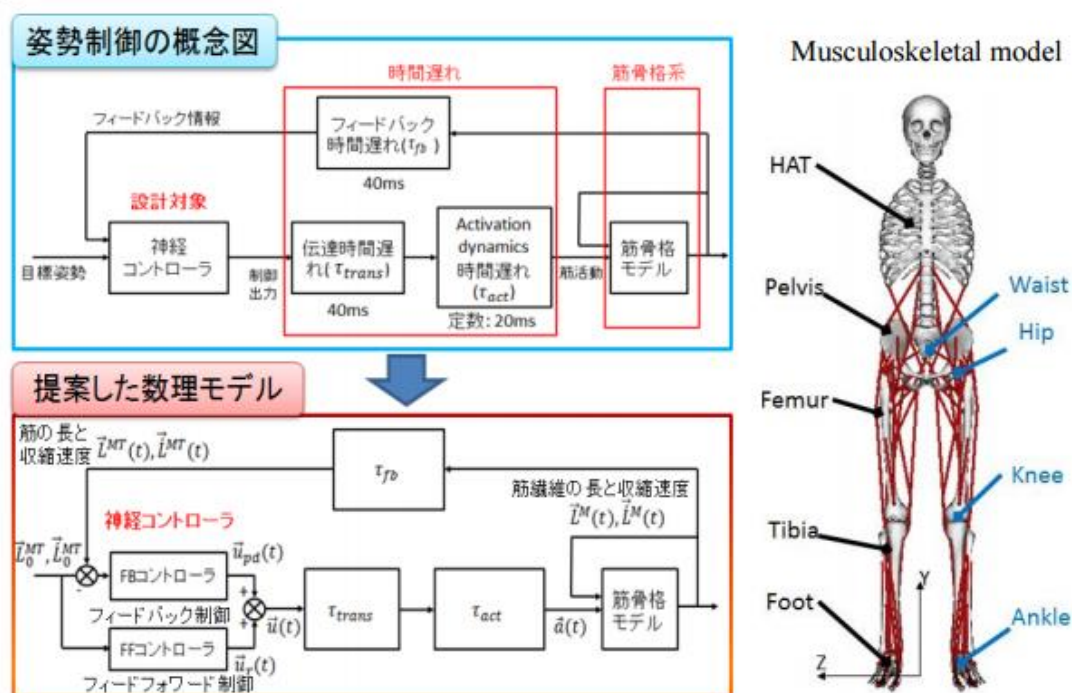 姿勢制御の概念図
時間遅れ
筋骨格系
フィードバック情報
フィードバック
時間遅れ(τfb)
40ms
設計対象
神経
コントローラ
目標姿勢
制御
出力
伝達時間遅
れ(τtrans)
40ms
Activation
dynamics
時間遅れ
(τact)
定数: 20ms
筋活動
筋骨格
モデル
提案した数理モデル
筋の長と
収縮速度
L⃗^MT(t), L̇⃗^MT(t)
τfb
筋繊維の長と収縮速度
L⃗^M(t), L̇⃗^M(t)
神経コントローラ
L⃗0^MT, L̇⃗0^MT
-
FBコントローラ
u⃗pd(t)
+
フィードバック制御
+
u⃗(t)
τtrans
τact
a⃗(t)
筋骨格
モデル
FFコントローラ
u⃗r(t)
フィードフォワード制御
Musculoskeletal model
HAT
Pelvis
Waist
Hip
Femur
Knee
Tibia
Foot
Ankle
Y
Z